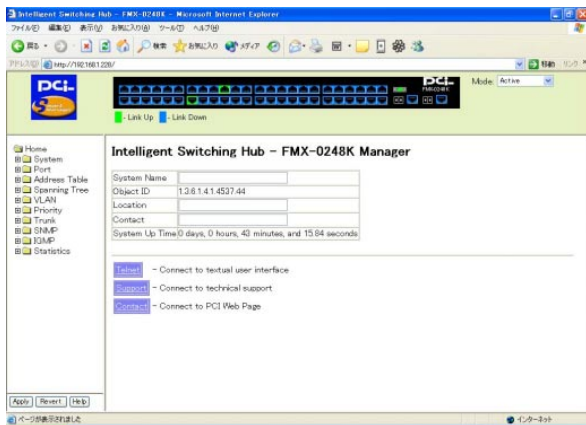 Intelligent Switching Hub - FMX-0248K - Microsoft Internet Explorer
ファイル(F) 編集(E) 表示(V) お気に入り(A) ツール(T) ヘルプ(H)
戻る 検索 お気に入り メディア
アドレス(D) http://192.168.1.220/ 移動 リンク
PCi
PCi
FMX-0248K
Mode: Active
- Link Up - Link Down
Home
System
Port
Address Table
Spanning Tree
VLAN
Priority
Trunk
SNMP
IGMP
Statistics
Intelligent Switching Hub - FMX-0248K Manager
System Name
Object ID 1.3.6.1.4.1.4537.44
Location
Contact
System Up Time 0 days, 0 hours, 43 minutes, and 15.84 seconds
Telnet - Connect to textual user interface
Support - Connect to technical support
Contact - Connect to PCI Web Page
Apply Revert Help
ページが表示されました インターネット